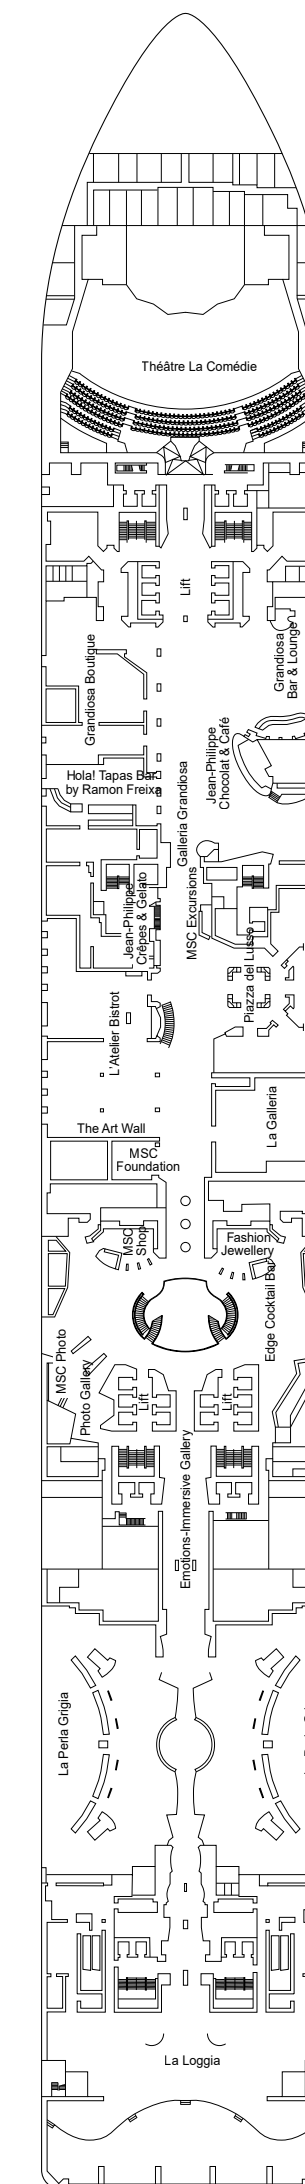 Théâtre La Comédie
Lift
Grandiosa Boutique
Grandiosa
Bar & Lounge
Jean-Philippe
Chocolat & Café
Hola! Tapas Bar
by Ramon Freixa
Galleria Grandiosa
Jean-Philippe
Crêpes & Gelato
MSC Excursions
Piazza del Lusso
L'Atelier Bistrot
The Art Wall
La Galleria
MSC
Foundation
MSC
Shop
Fashion
Jewellery
Edge Cocktail Bar
MSC Photo
Photo Gallery
Lift
Lift
Emotions-Immersive Gallery
La Perla Grigia
La Loggia